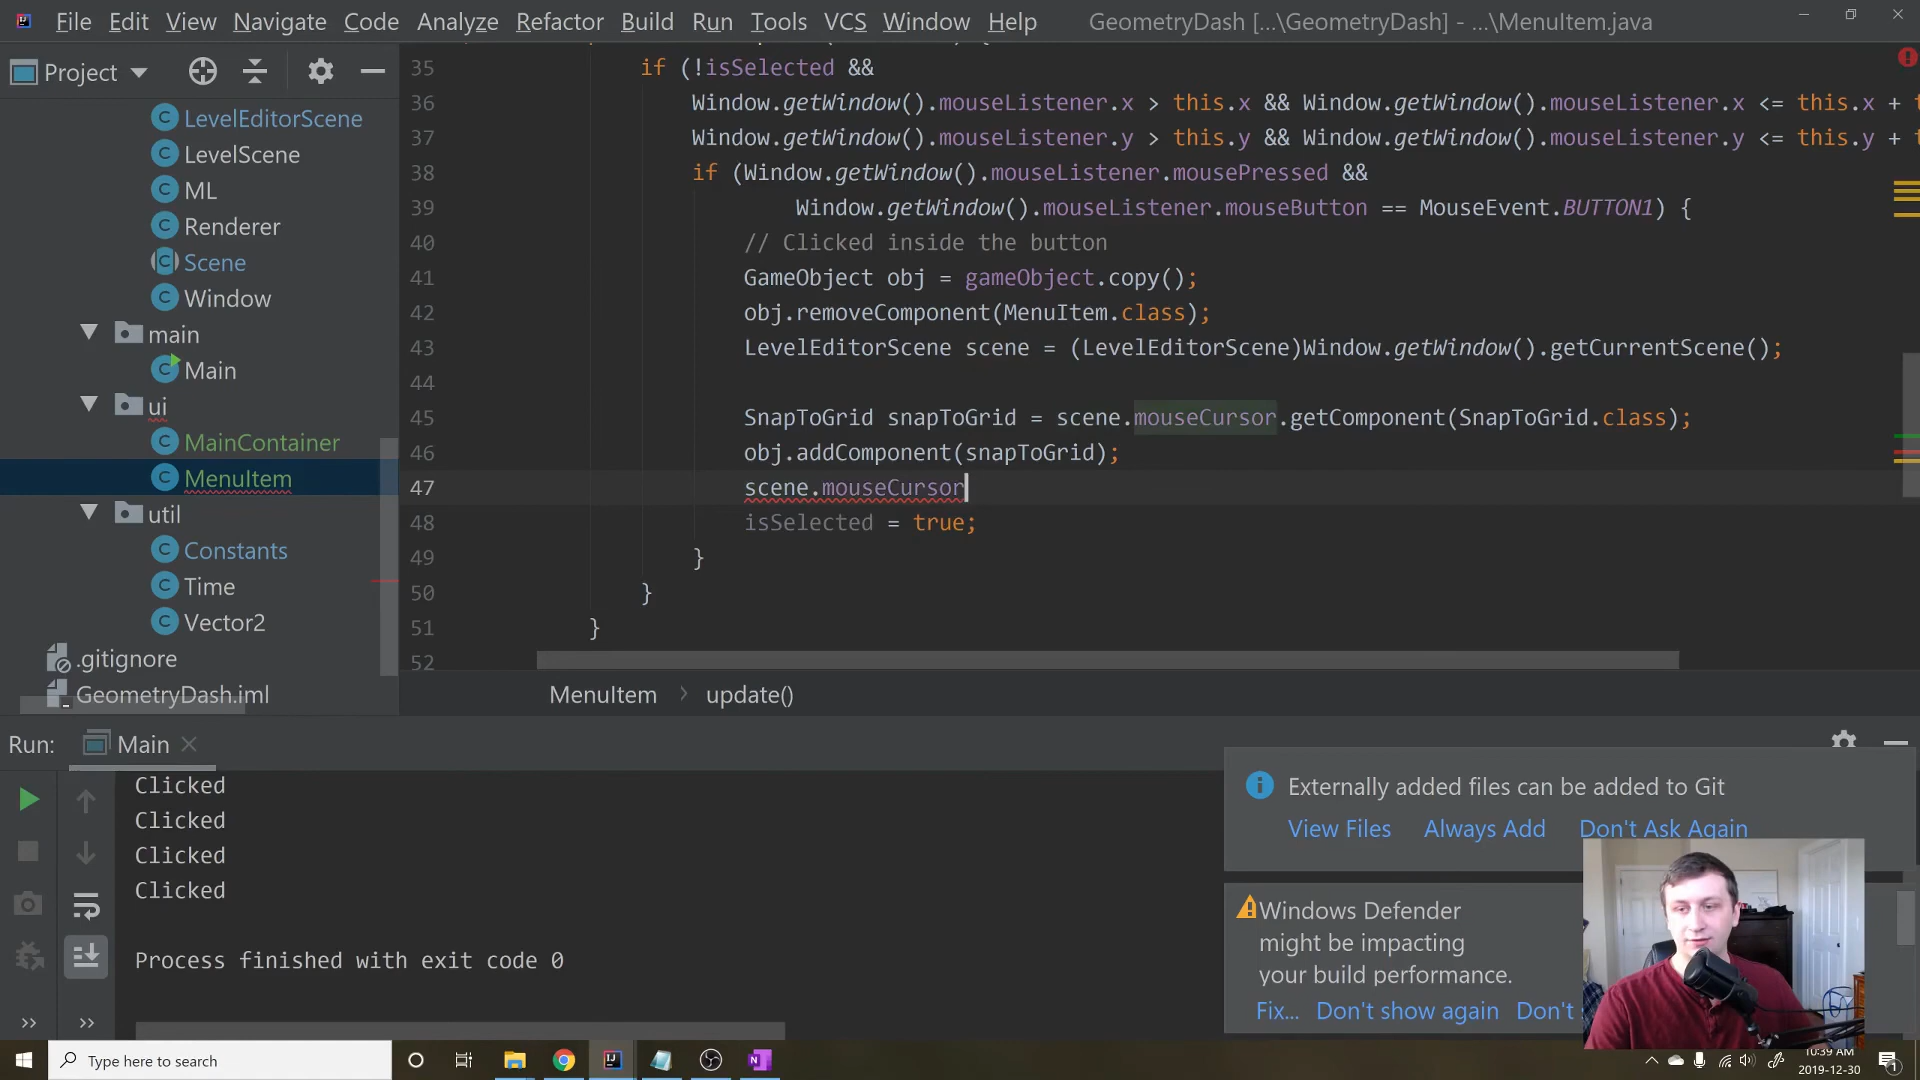 File Edit View Navigate Code Analyze Refactor Build Run Tools VCS Window Help GeometryDash [...\GeometryDash] - ...\MenuItem.java
Project
LevelEditorScene
LevelScene
ML
Renderer
Scene
Window
main
Main
ui
MainContainer
MenuItem
util
Constants
Time
Vector2
.gitignore
GeometryDash.iml
35 if (!isSelected &&
36 Window.getWindow().mouseListener.x > this.x && Window.getWindow().mouseListener.x <= this.x +
37 Window.getWindow().mouseListener.y > this.y && Window.getWindow().mouseListener.y <= this.y +
38 if (Window.getWindow().mouseListener.mousePressed &&
39 Window.getWindow().mouseListener.mouseButton == MouseEvent.BUTTON1) {
40 // Clicked inside the button
41 GameObject obj = gameObject.copy();
42 obj.removeComponent(MenuItem.class);
43 LevelEditorScene scene = (LevelEditorScene)Window.getWindow().getCurrentScene();
44
45 SnapToGrid snapToGrid = scene.mouseCursor.getComponent(SnapToGrid.class);
46 obj.addComponent(snapToGrid);
47 scene.mouseCursor
48 isSelected = true;
49 }
50 }
51 }
52
MenuItem > update()
Run: Main
Clicked
Clicked
Clicked
Clicked
Process finished with exit code 0
Externally added files can be added to Git
View Files Always Add Don't Ask Again
Windows Defender
might be impacting
your build performance.
Fix... Don't show again Don't
Type here to search
10:39 AM
2019-12-30